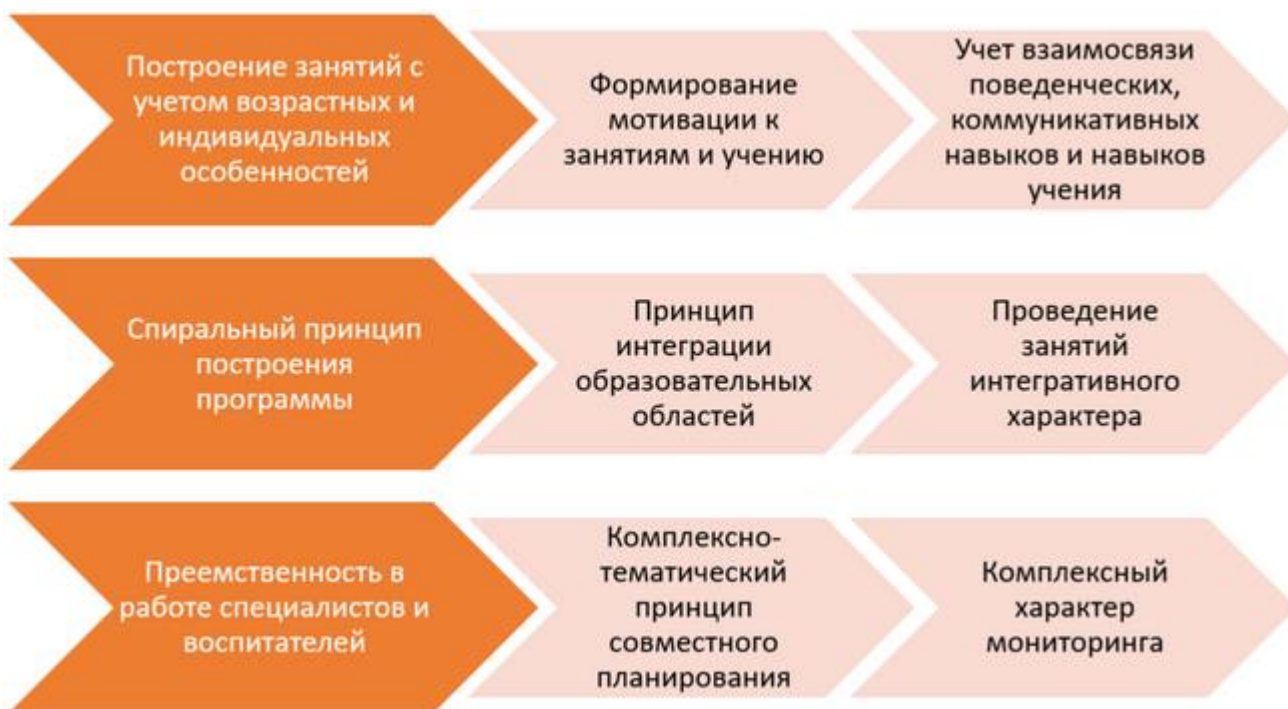 Построение занятий с
учетом возрастных и
индивидуальных
особенностей
Формирование
мотивации к
занятиям и учению
Учет взаимосвязи
поведенческих,
коммуникативных
навыков и навыков
учения
Спиральный принцип
построения
программы
Принцип
интеграции
образовательных
областей
Проведение
занятий
интегративного
характера
Преемственность в
работе специалистов и
воспитателей
Комплексно-
тематический
принцип
совместного
планирования
Комплексный
характер
мониторинга